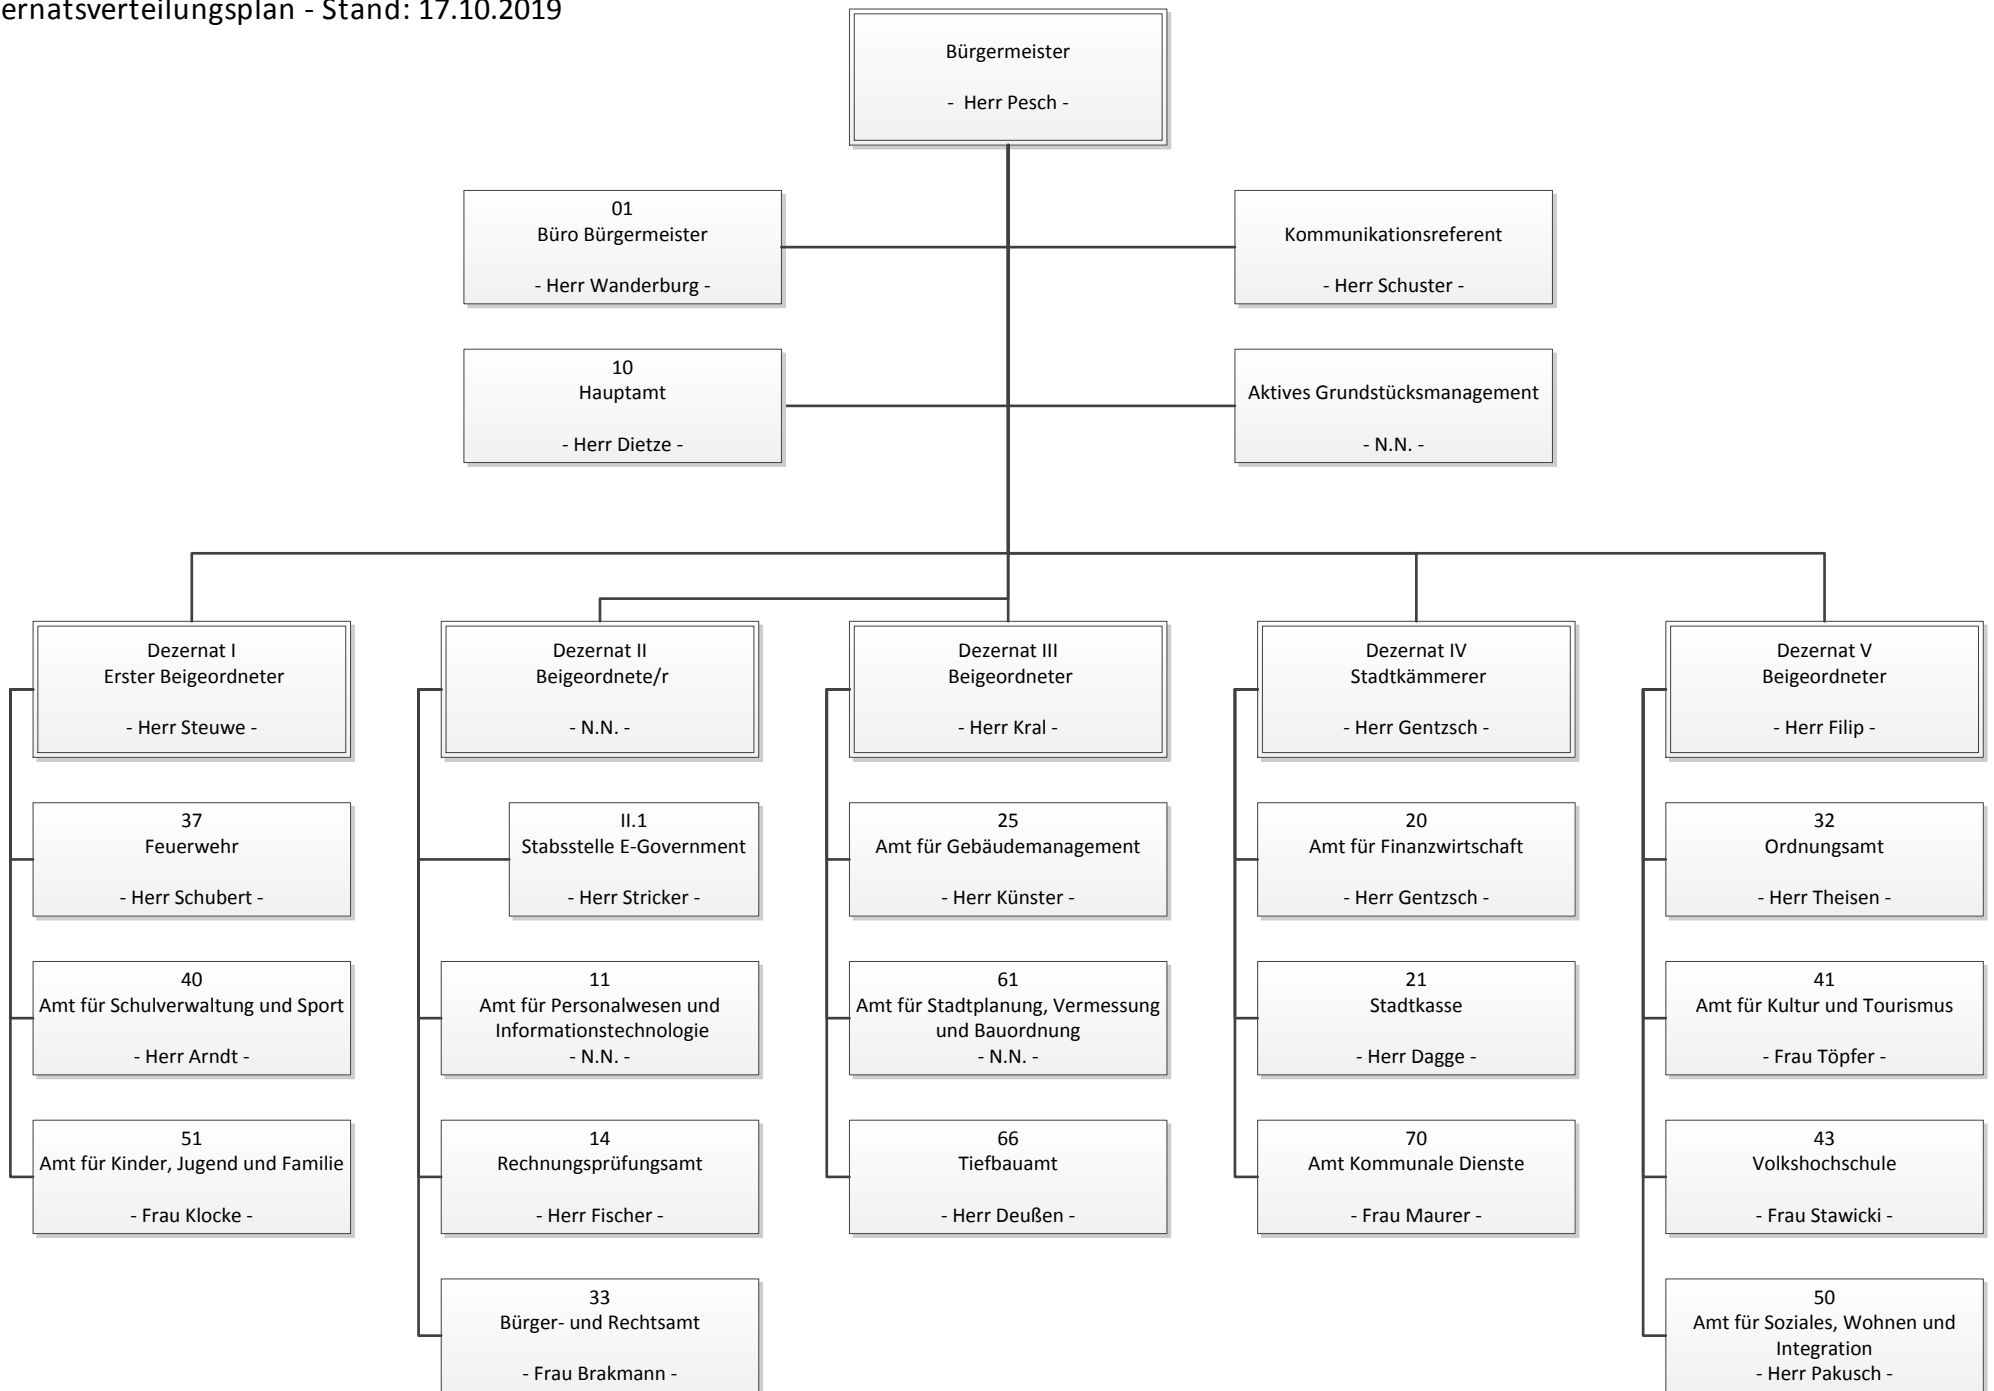 ernatsverteilungsplan - Stand: 17.10.2019
Bürgermeister
- Herr Pesch -
01
Büro Bürgermeister
- Herr Wanderburg -
Kommunikationsreferent
- Herr Schuster -
10
Hauptamt
- Herr Dietze -
Aktives Grundstücksmanagement
- N.N. -
Dezernat I
Erster Beigeordneter
- Herr Steuwe -
37
Feuerwehr
- Herr Schubert -
40
Amt für Schulverwaltung und Sport
- Herr Arndt -
51
Amt für Kinder, Jugend und Familie
- Frau Klocke -
Dezernat II
Beigeordnete/r
- N.N. -
II.1
Stabsstelle E-Government
- Herr Stricker -
11
Amt für Personalwesen und
Informationstechnologie
- N.N. -
14
Rechnungsprüfungsamt
- Herr Fischer -
33
Bürger- und Rechtsamt
- Frau Brakmann -
Dezernat III
Beigeordneter
- Herr Kral -
25
Amt für Gebäudemanagement
- Herr Künster -
61
Amt für Stadtplanung, Vermessung
und Bauordnung
- N.N. -
66
Tiefbauamt
- Herr Deußen -
Dezernat IV
Stadtkämmerer
- Herr Gentzsch -
20
Amt für Finanzwirtschaft
- Herr Gentzsch -
21
Stadtkasse
- Herr Dagge -
70
Amt Kommunale Dienste
- Frau Maurer -
Dezernat V
Beigeordneter
- Herr Filip -
32
Ordnungsamt
- Herr Theisen -
41
Amt für Kultur und Tourismus
- Frau Töpfer -
43
Volkshochschule
- Frau Stawicki -
50
Amt für Soziales, Wohnen und
Integration
- Herr Pakusch -